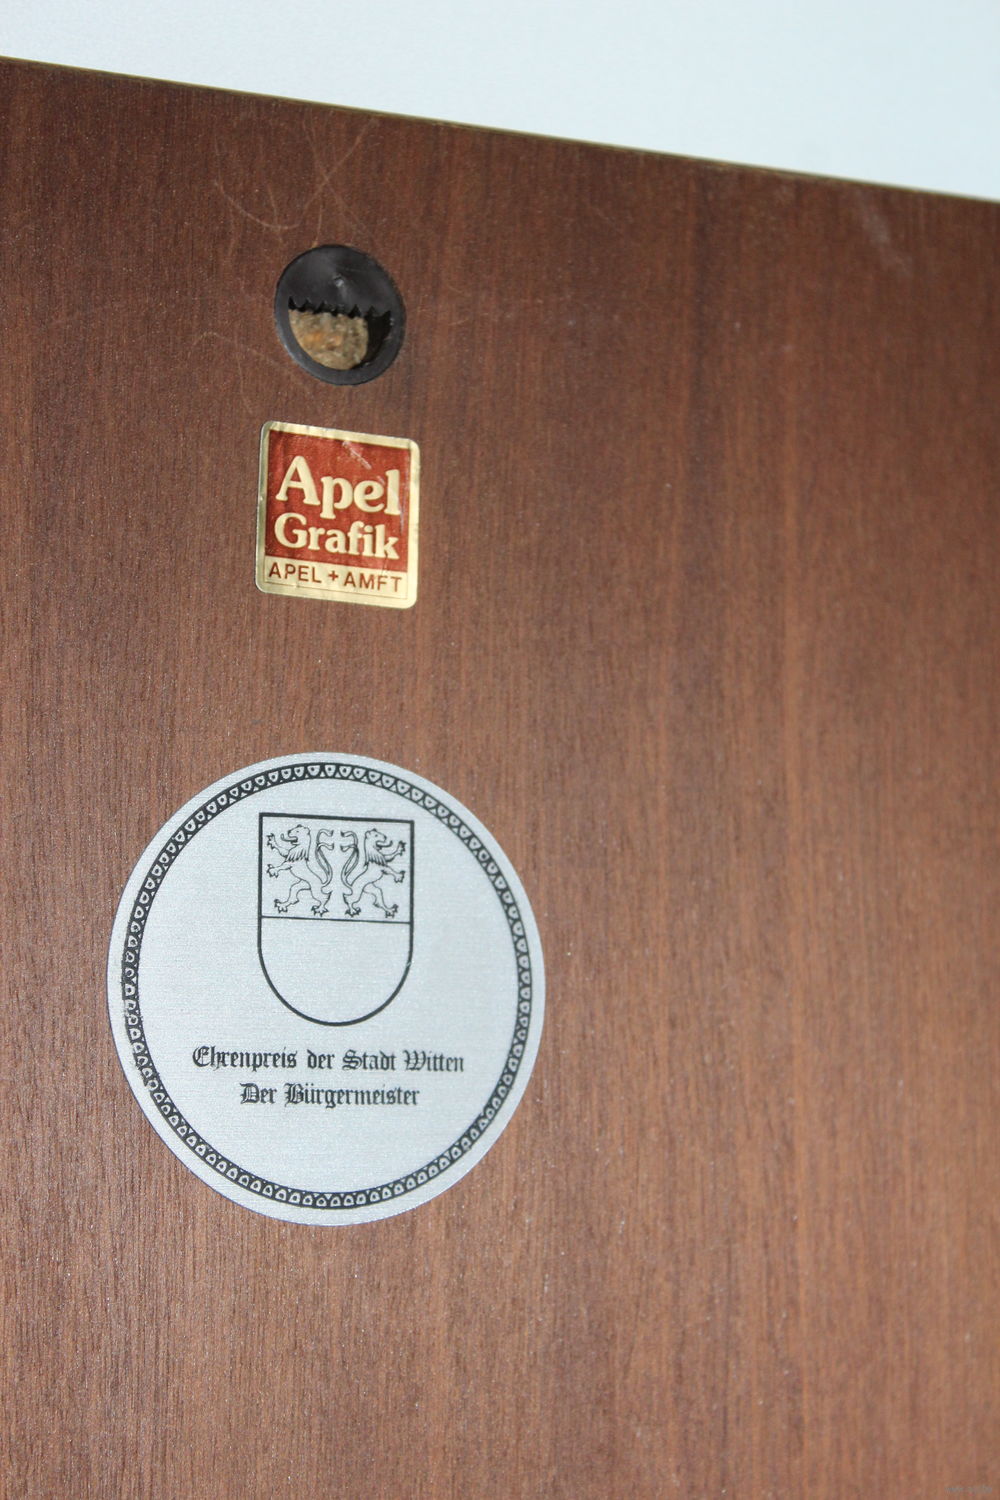 Apel
Grafik
APEL + AMFT
Ehrenpreis der Stadt Witten
Der Bürgermeister